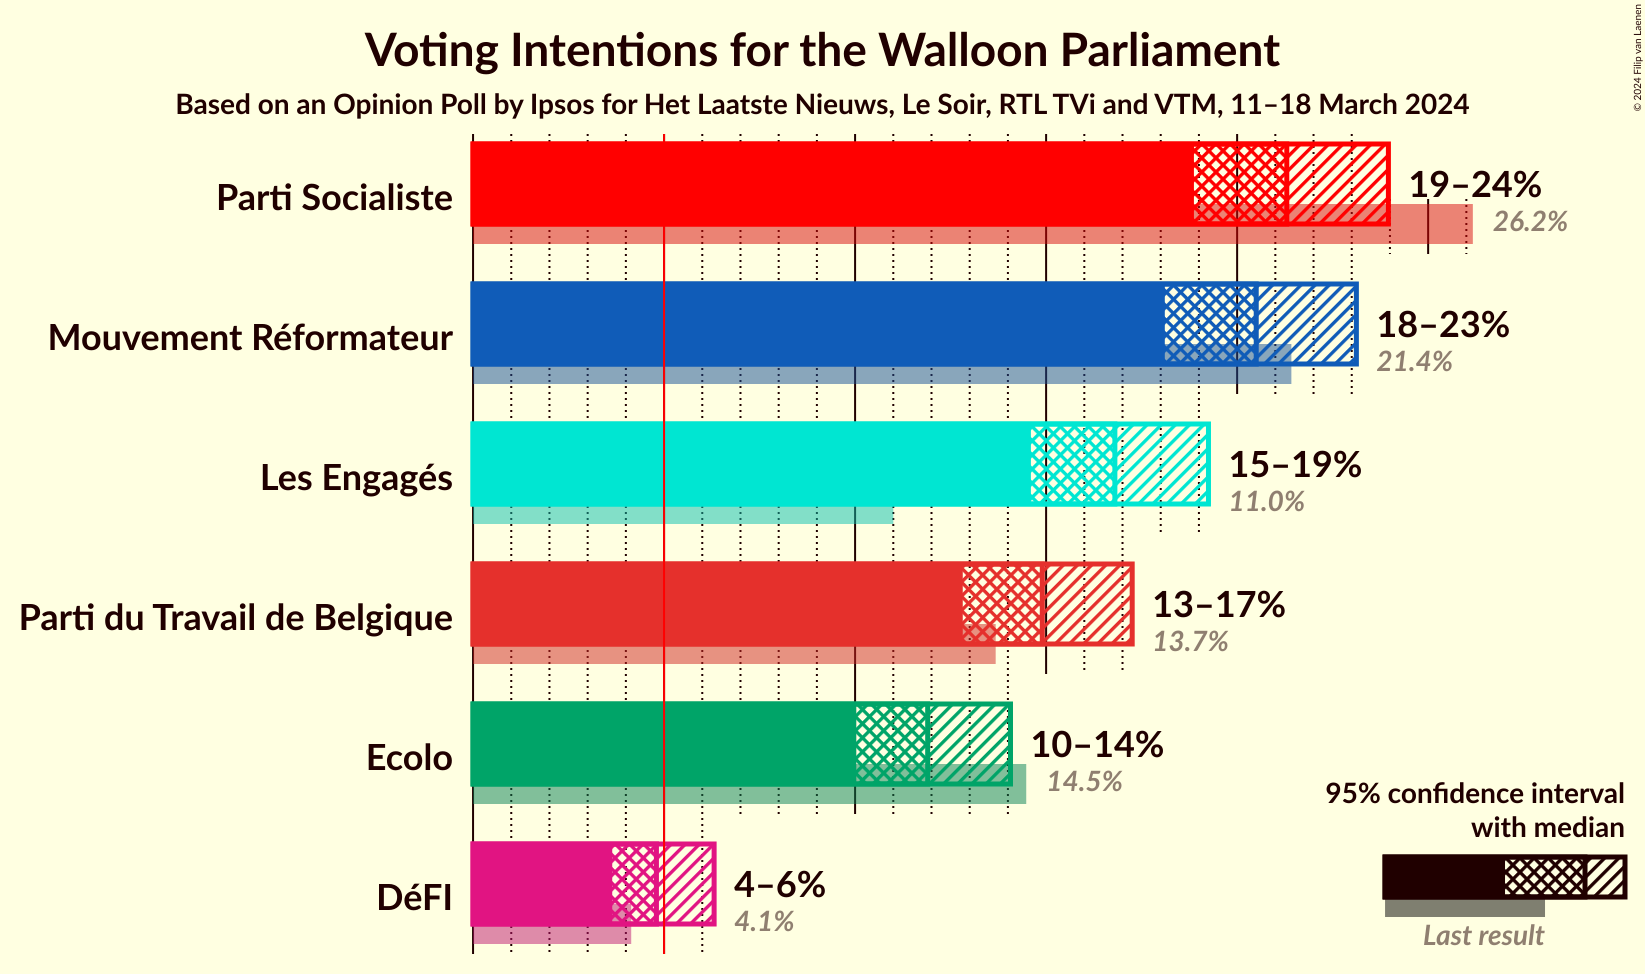 Voting Intentions for the Walloon Parliament
Based on an Opinion Poll by Ipsos for Het Laatste Nieuws, Le Soir, RTL TVi and VTM, 11–18 March 2024
© 2024 Filip van Laenen
Parti Socialiste
19–24%
26.2%
Mouvement Réformateur
18–23%
21.4%
Les Engagés
15–19%
11.0%
Parti du Travail de Belgique
13–17%
13.7%
Ecolo
10–14%
14.5%
DéFI
4–6%
4.1%
95% confidence interval
with median
Last result